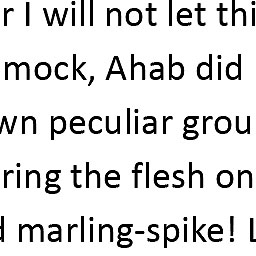 r I will not let thi
mock, Ahab did
wn peculiar grou
ring the flesh on
d marling-spike! L